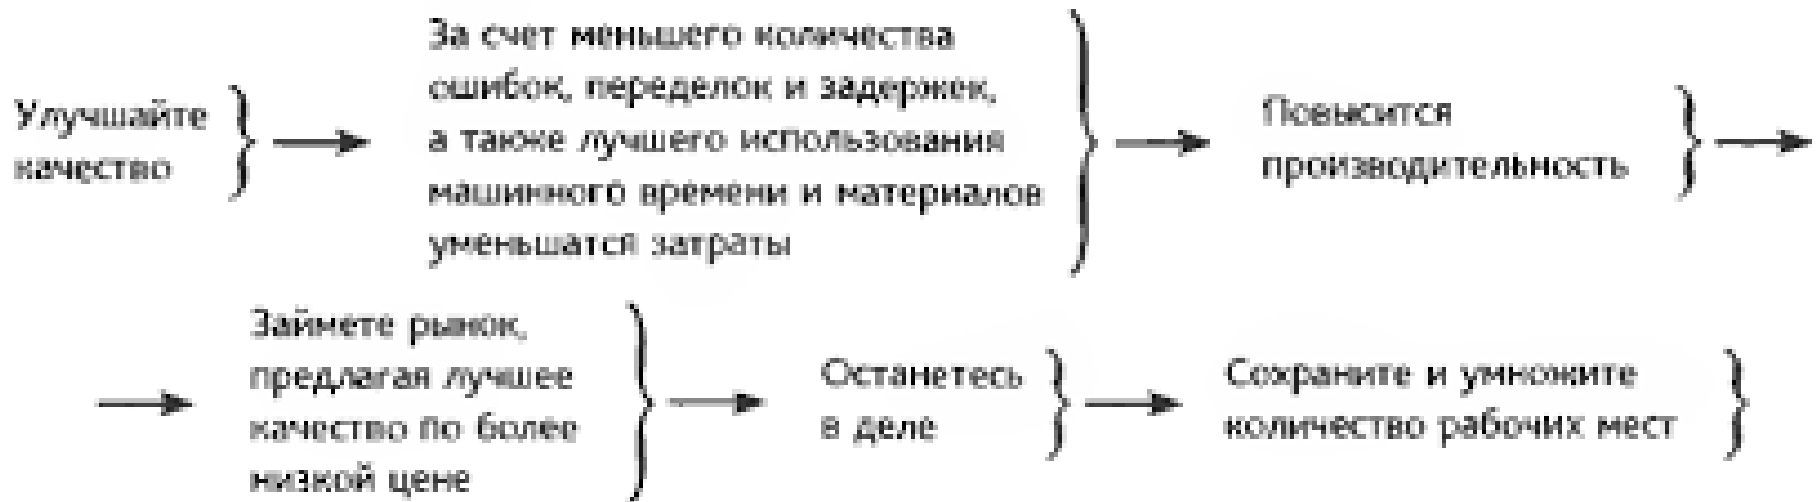 Улучшайте
качество
За счет меньшего количества
ошибок, переделок и задержек,
а также лучшего использования
машинного времени и материалов
уменьшатся затраты
Повысится
производительность
Займете рынок,
предлагая лучшее
качество по более
низкой цене
Останетесь
в деле
Сохраните и умножите
количество рабочих мест